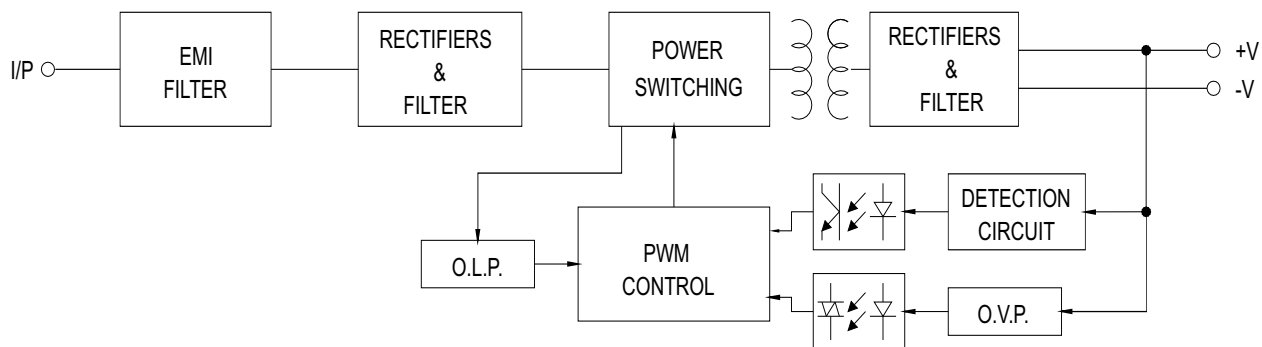 I/P
EMI
FILTER
RECTIFIERS
&
FILTER
POWER
SWITCHING
RECTIFIERS
&
FILTER
+V
-V
DETECTION
CIRCUIT
O.L.P.
PWM
CONTROL
O.V.P.